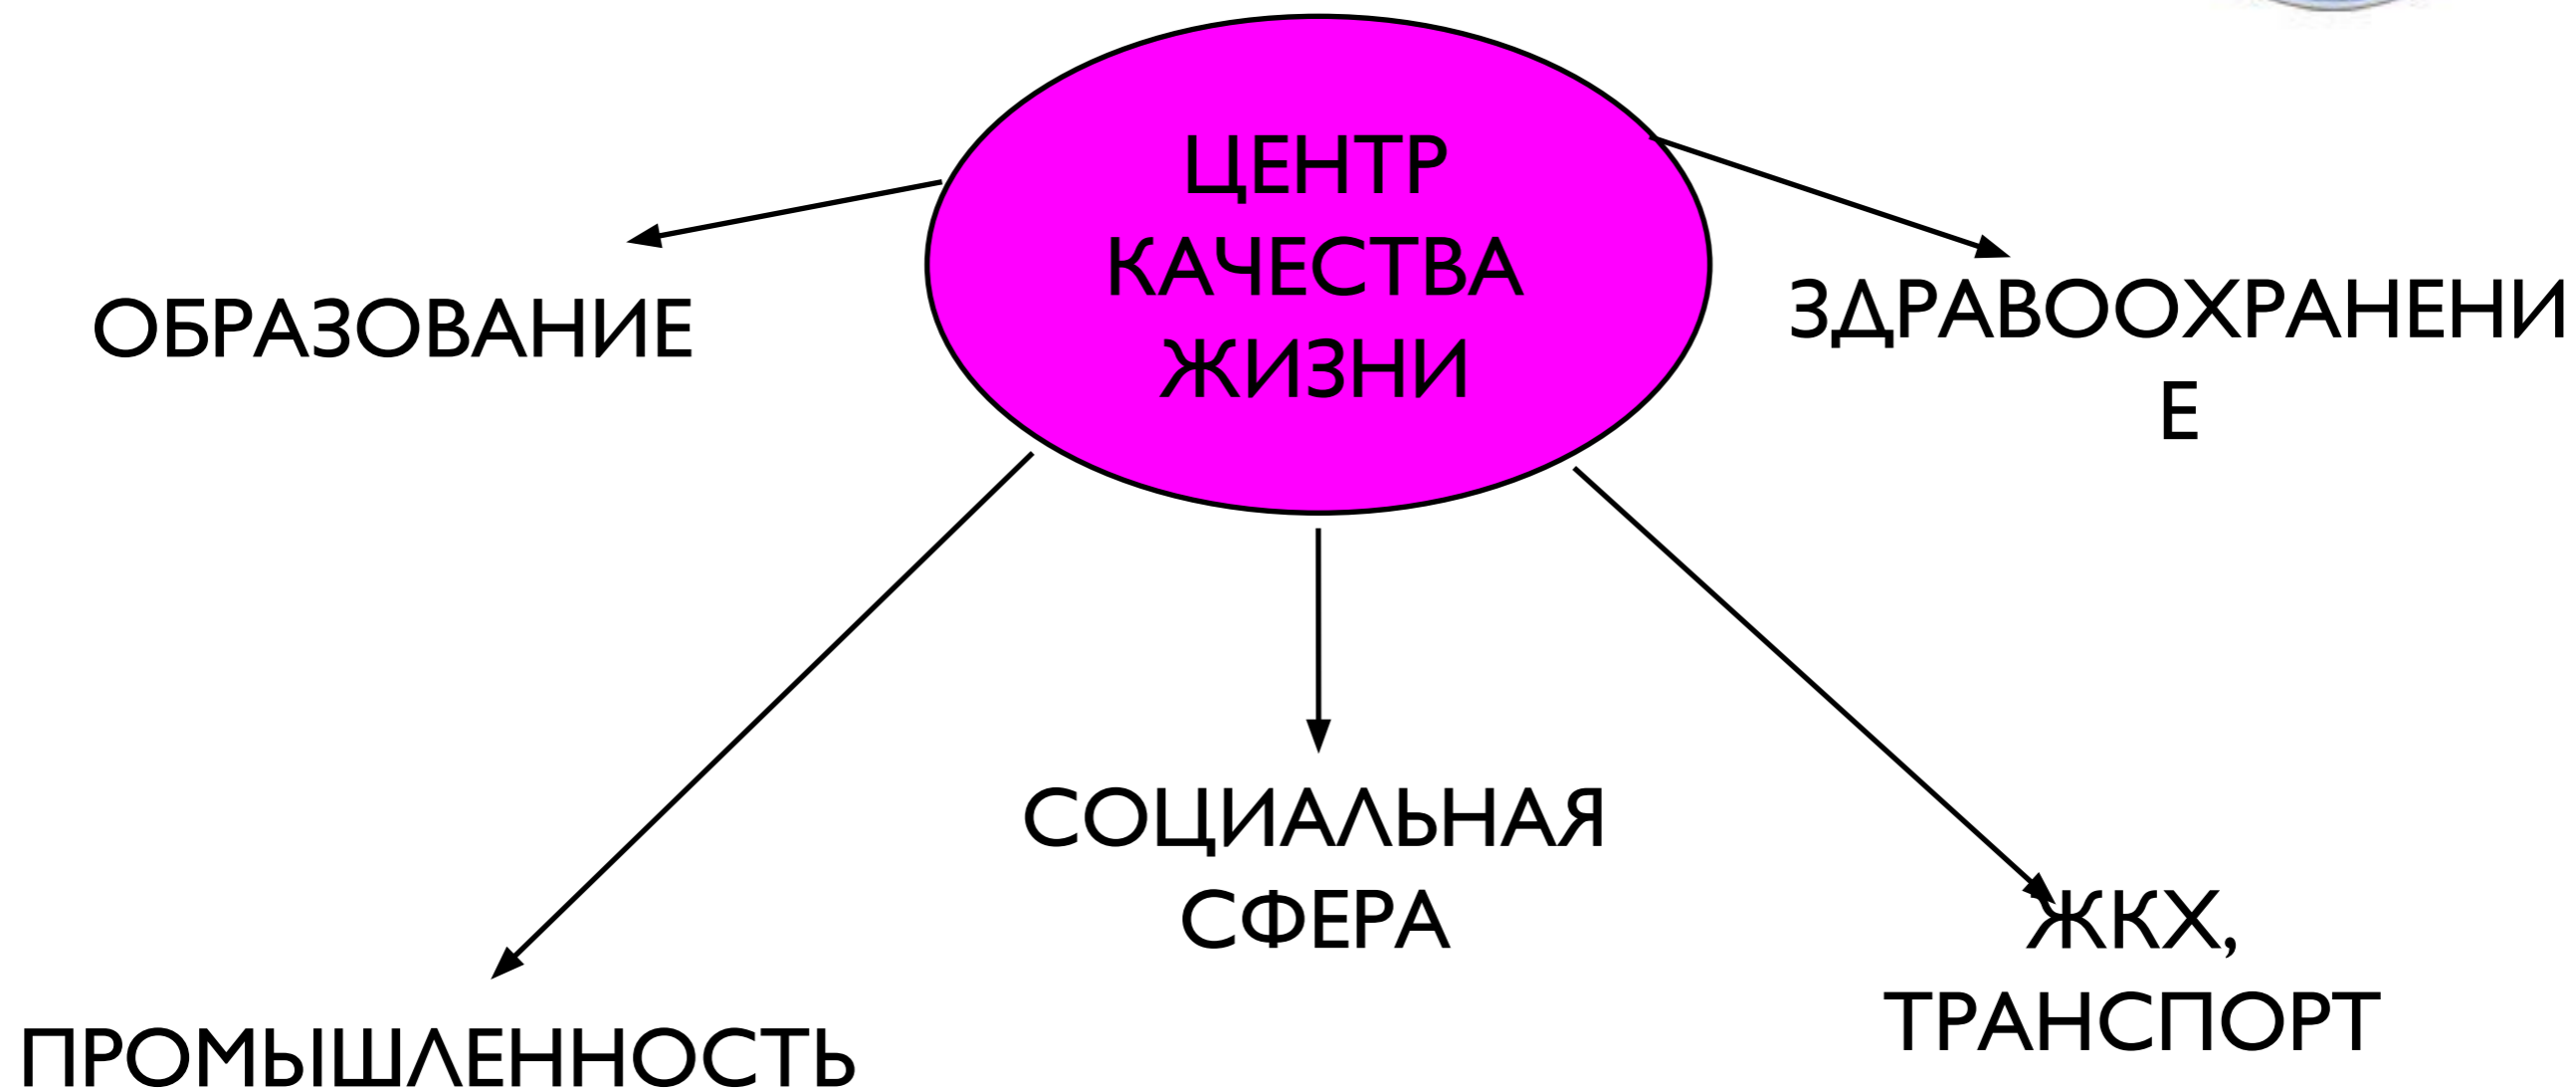 ЦЕНТР
КАЧЕСТВА
ЖИЗНИ
ОБРАЗОВАНИЕ
ЗДРАВООХРАНЕНИ
Е
СОЦИАЛЬНАЯ
СФЕРА
ЖКХ,
ТРАНСПОРТ
ПРОМЫШЛЕННОСТЬ